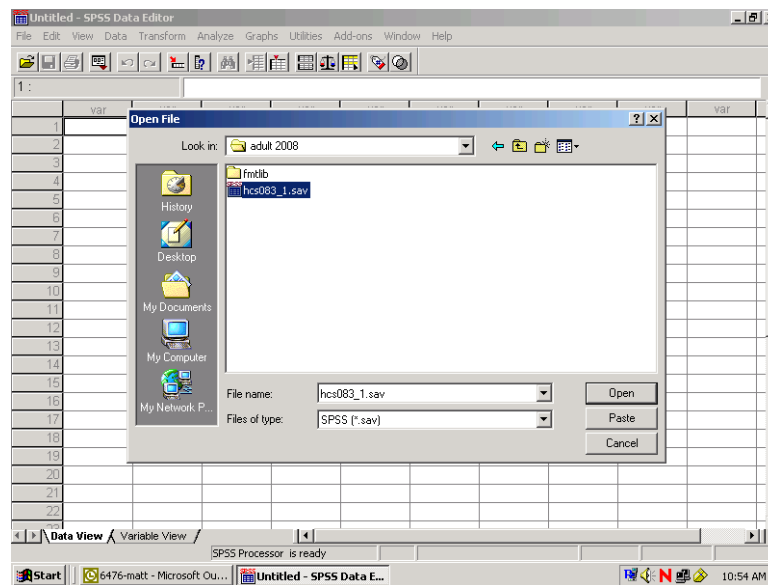 Untitled - SPSS Data Editor
File Edit View Data Transform Analyze Graphs Utilities Add-ons Window Help
1 :
var var
Open File
Look in: adult 2008
fmtlib
hcs083_1.sav
History
Desktop
My Documents
My Computer
My Network P...
File name: hcs083_1.sav Open
Files of type: SPSS (*.sav) Paste
Cancel
1
2
3
4
5
6
7
8
9
10
11
12
13
14
15
16
17
18
19
20
21
22
Data View Variable View
SPSS Processor is ready
Start 6476-matt - Microsoft Ou... Untitled - SPSS Data E... 10:54 AM